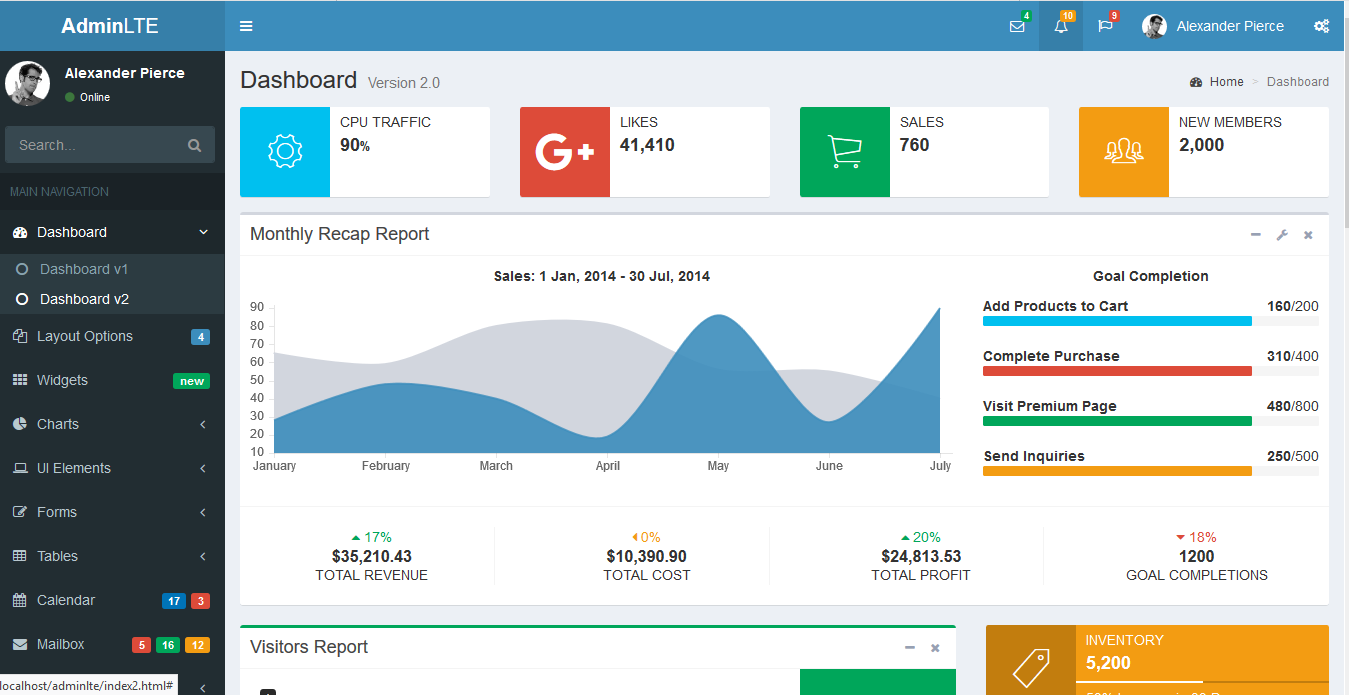 AdminLTE
4
10
9
Alexander Pierce
Alexander Pierce
Online
Search...
MAIN NAVIGATION
Dashboard
Dashboard v1
Dashboard v2
Layout Options 4
Widgets new
Charts
UI Elements
Forms
Tables
Calendar 17 3
Mailbox 5 16 12
localhost/adminlte/index2.html#
Dashboard Version 2.0
Home > Dashboard
CPU TRAFFIC
90%
G+
LIKES
41,410
SALES
760
NEW MEMBERS
2,000
Monthly Recap Report
Sales: 1 Jan, 2014 - 30 Jul, 2014
90
80
70
60
50
40
30
20
10
January February March April May June July
Goal Completion
Add Products to Cart 160/200
Complete Purchase 310/400
Visit Premium Page 480/800
Send Inquiries 250/500
17%
$35,210.43
TOTAL REVENUE
0%
$10,390.90
TOTAL COST
20%
$24,813.53
TOTAL PROFIT
18%
1200
GOAL COMPLETIONS
Visitors Report
INVENTORY
5,200